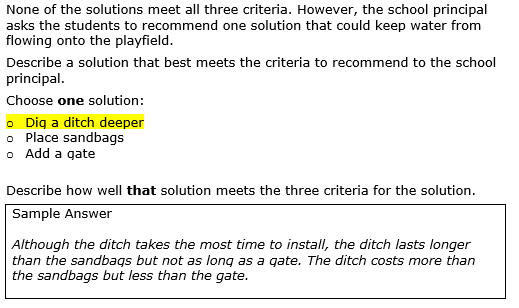 None of the solutions meet all three criteria. However, the school principal
asks the students to recommend one solution that could keep water from
flowing onto the playfield.
Describe a solution that best meets the criteria to recommend to the school
principal.
Choose one solution:
o Dig a ditch deeper
o Place sandbags
o Add a gate
Describe how well that solution meets the three criteria for the solution.
Sample Answer
Although the ditch takes the most time to install, the ditch lasts longer
than the sandbags but not as long as a gate. The ditch costs more than
the sandbags but less than the gate.